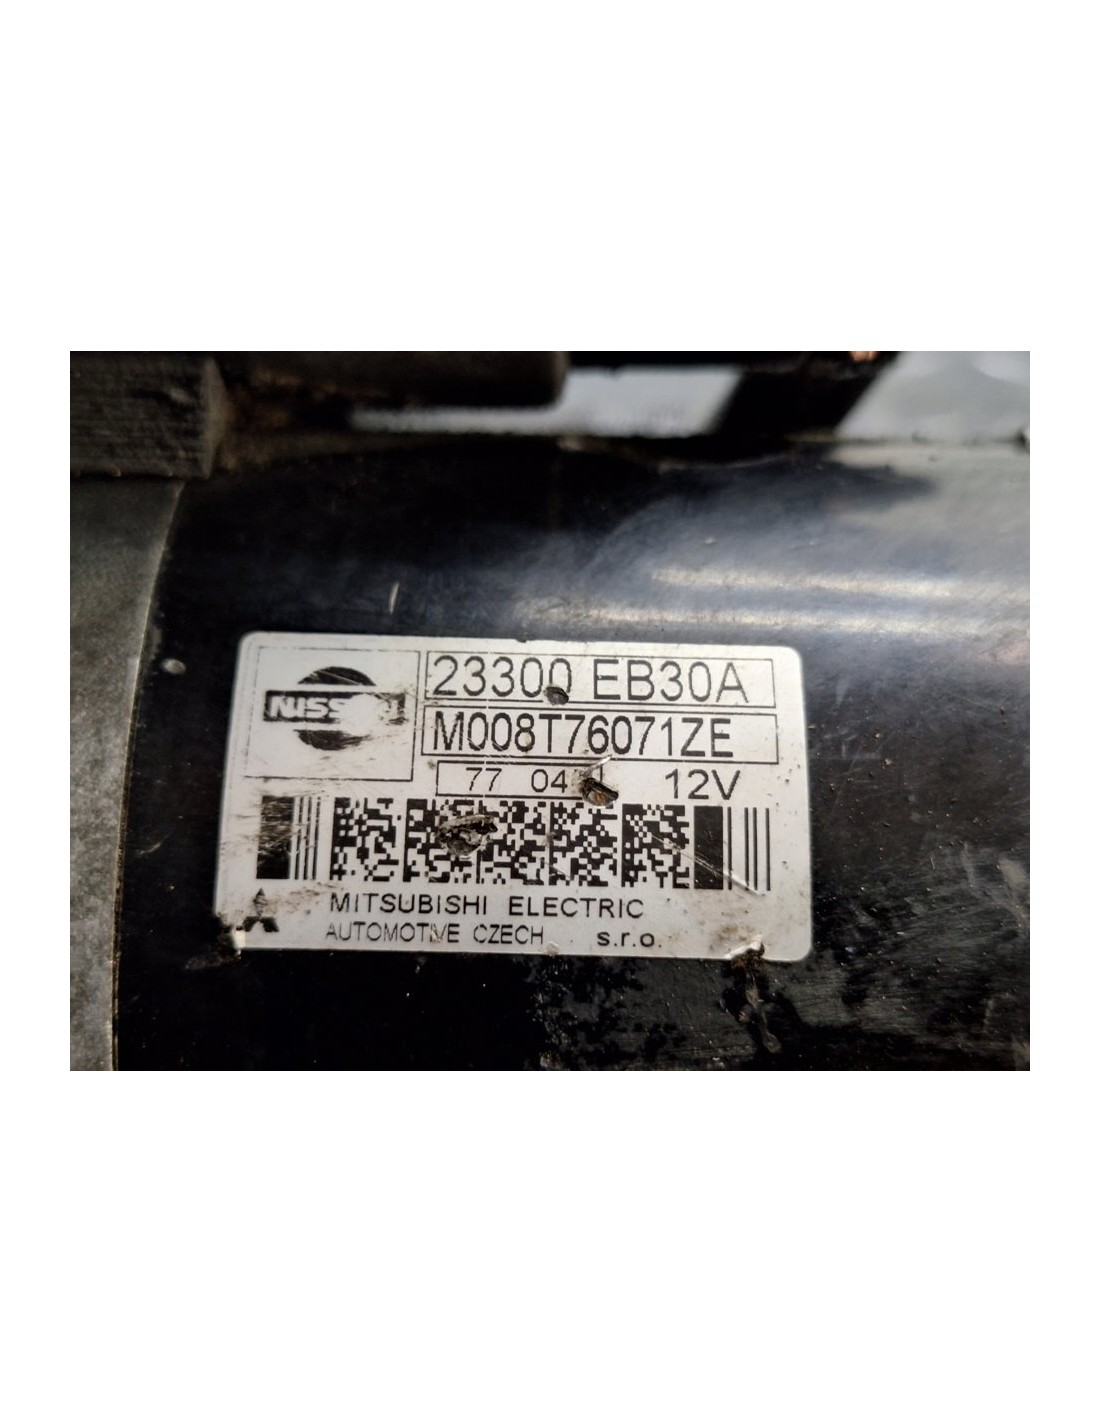 NISSAN
23300 EB30A
M008T76071ZE
77 04
12V
MITSUBISHI ELECTRIC
AUTOMOTIVE CZECH s.r.o.